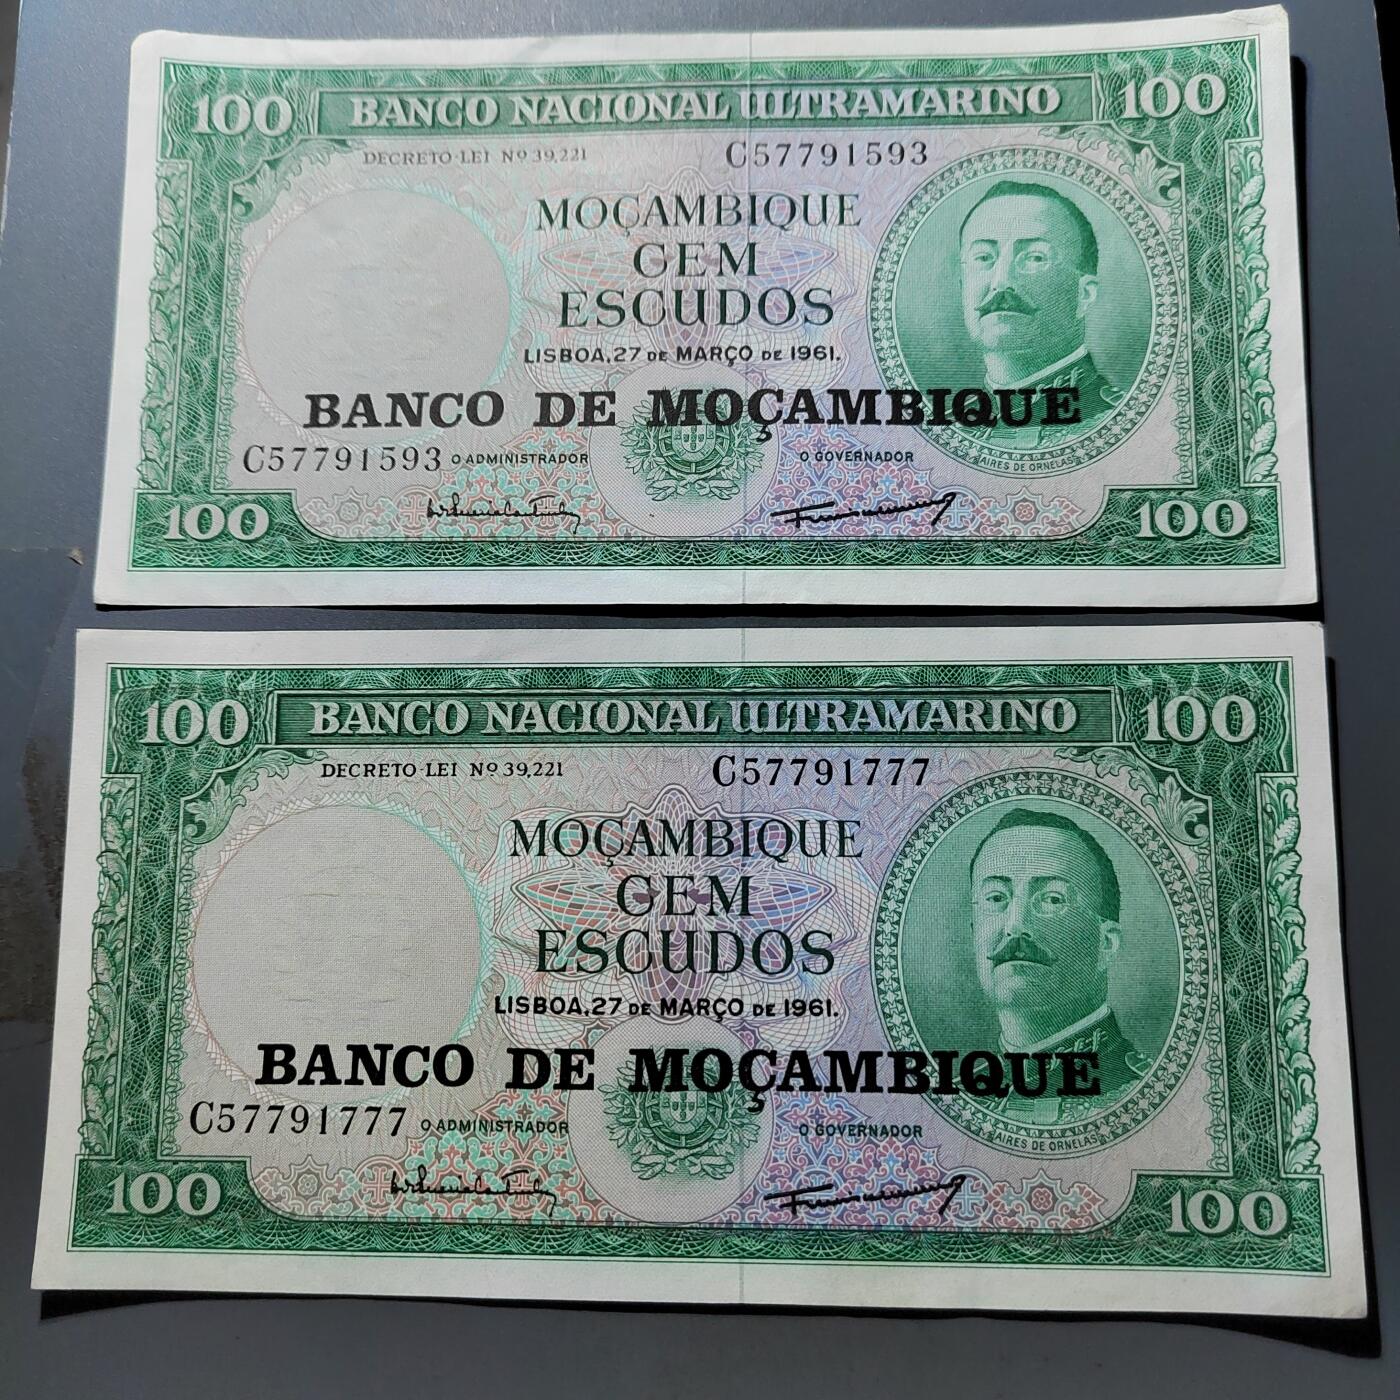 100 BANCO NACIONAL ULTRAMARINO 100
DECRETO-LEI Nº 39,221 C57791593
MOÇAMBIQUE
CEM
ESCUDOS
LISBOA, 27 DE MARÇO DE 1961.
BANCO DE MOÇAMBIQUE
C57791593 O ADMINISTRADOR O GOVERNADOR
AIRES DE ORNELAS
100 100
100 BANCO NACIONAL ULTRAMARINO 100
DECRETO-LEI Nº 39,221 C57791777
MOÇAMBIQUE
CEM
ESCUDOS
LISBOA, 27 DE MARÇO DE 1961.
BANCO DE MOÇAMBIQUE
C57791777 O ADMINISTRADOR O GOVERNADOR
AIRES DE ORNELAS
100 100